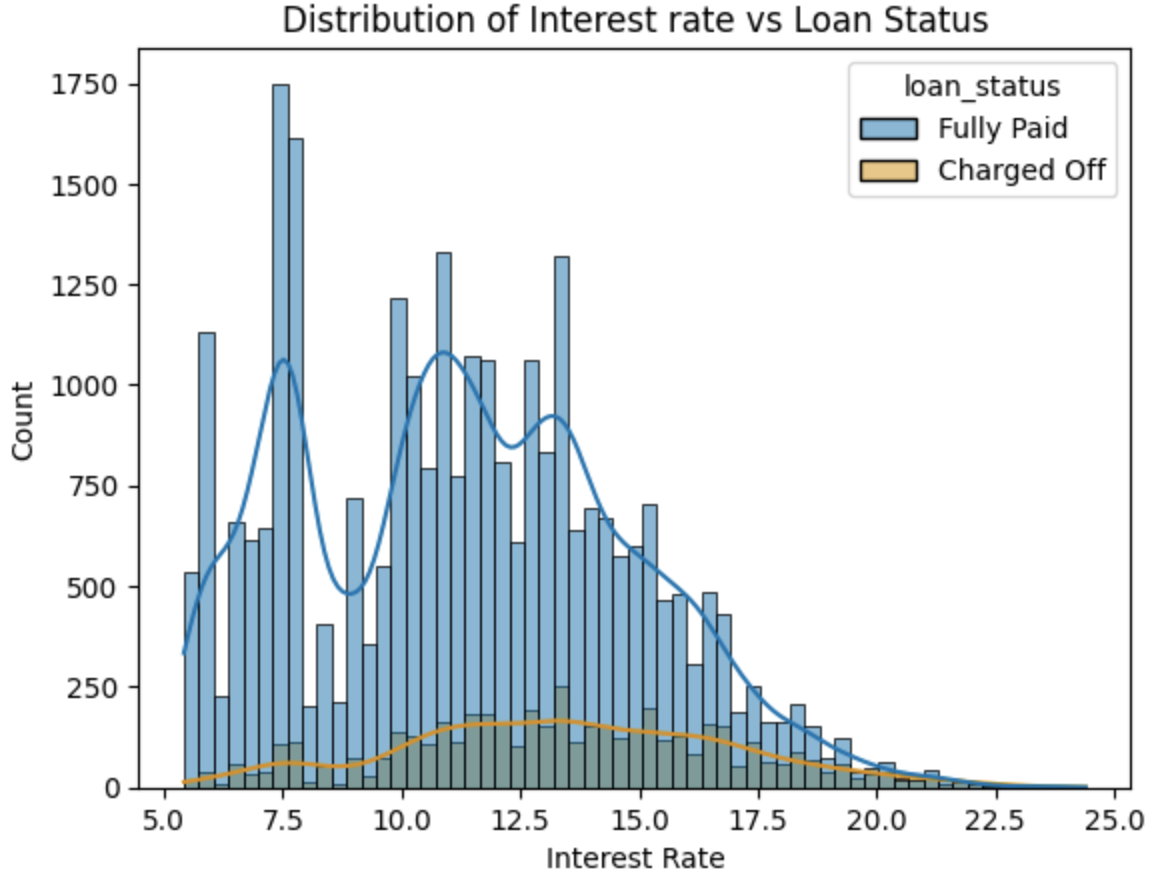 Distribution of Interest rate vs Loan Status
loan_status
Fully Paid
Charged Off
Count
1750
1500
1250
1000
750
500
250
0
5.0 7.5 10.0 12.5 15.0 17.5 20.0 22.5 25.0
Interest Rate